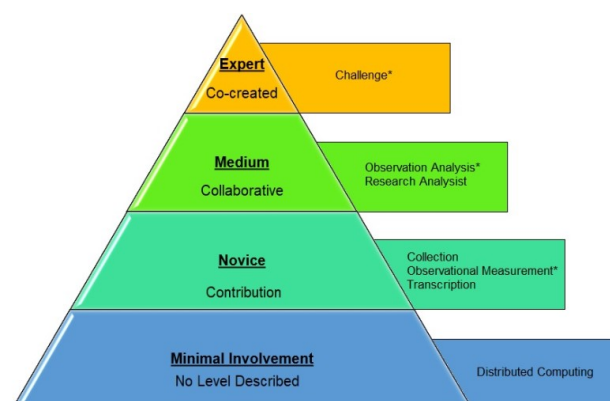 Expert
Co-created
Challenge*
Medium
Collaborative
Observation Analysis*
Research Analysist
Novice
Contribution
Collection
Observational Measurement*
Transcription
Minimal Involvement
No Level Described
Distributed Computing